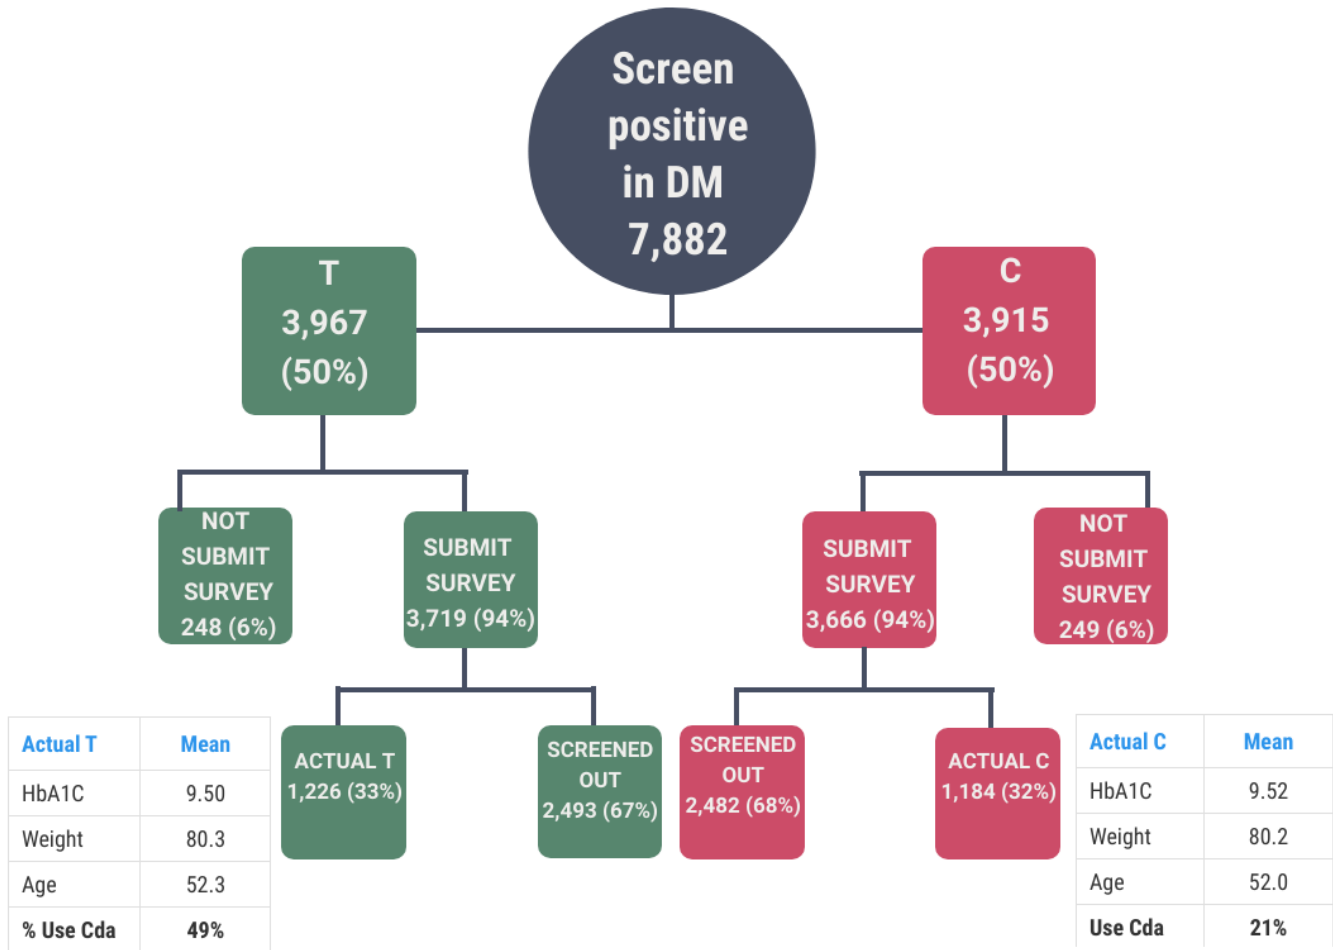 Screen
positive
in DM
7,882
T
3,967
(50%)
C
3,915
(50%)
NOT
SUBMIT
SURVEY
248 (6%)
SUBMIT
SURVEY
3,719 (94%)
SUBMIT
SURVEY
3,666 (94%)
NOT
SUBMIT
SURVEY
249 (6%)
ACTUAL T
1,226 (33%)
SCREENED
OUT
2,493 (67%)
SCREENED
OUT
2,482 (68%)
ACTUAL C
1,184 (32%)
Actual T Mean
HbA1C 9.50
Weight 80.3
Age 52.3
% Use Cda 49%
Actual C Mean
HbA1C 9.52
Weight 80.2
Age 52.0
Use Cda 21%